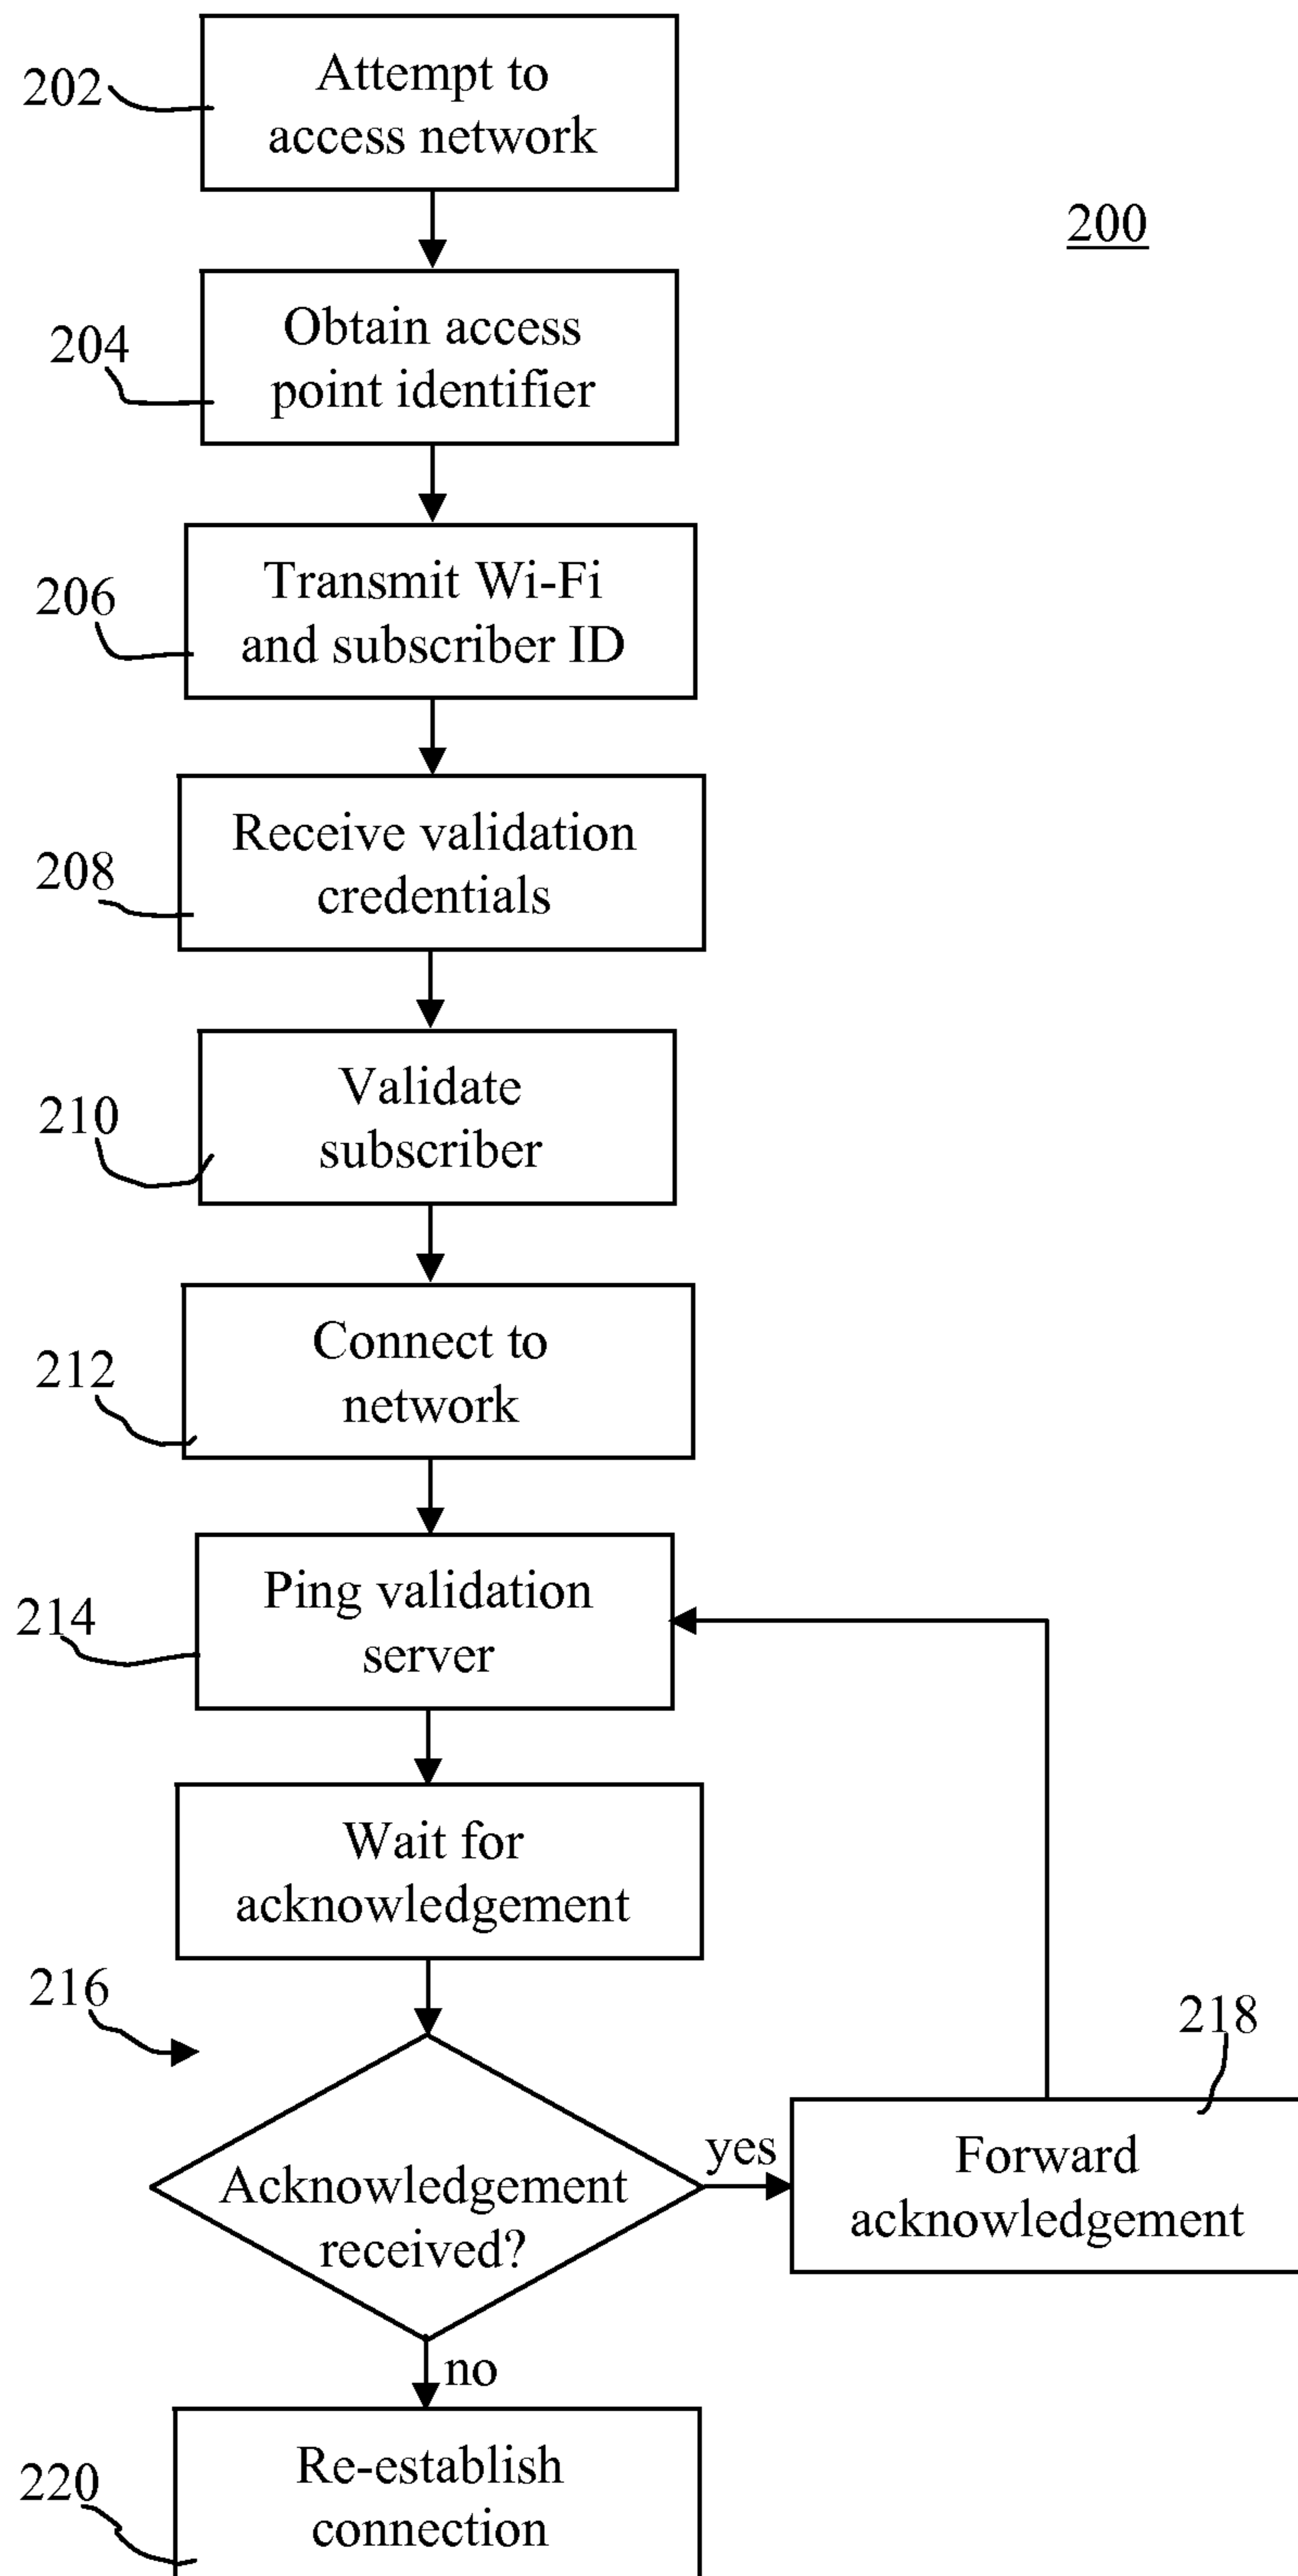 202
Attempt to
access network
200
204
Obtain access
point identifier
206
Transmit Wi-Fi
and subscriber ID
208
Receive validation
credentials
210
Validate
subscriber
212
Connect to
network
214
Ping validation
server
Wait for
acknowledgement
216
218
Acknowledgement
received?
yes
Forward
acknowledgement
no
220
Re-establish
connection